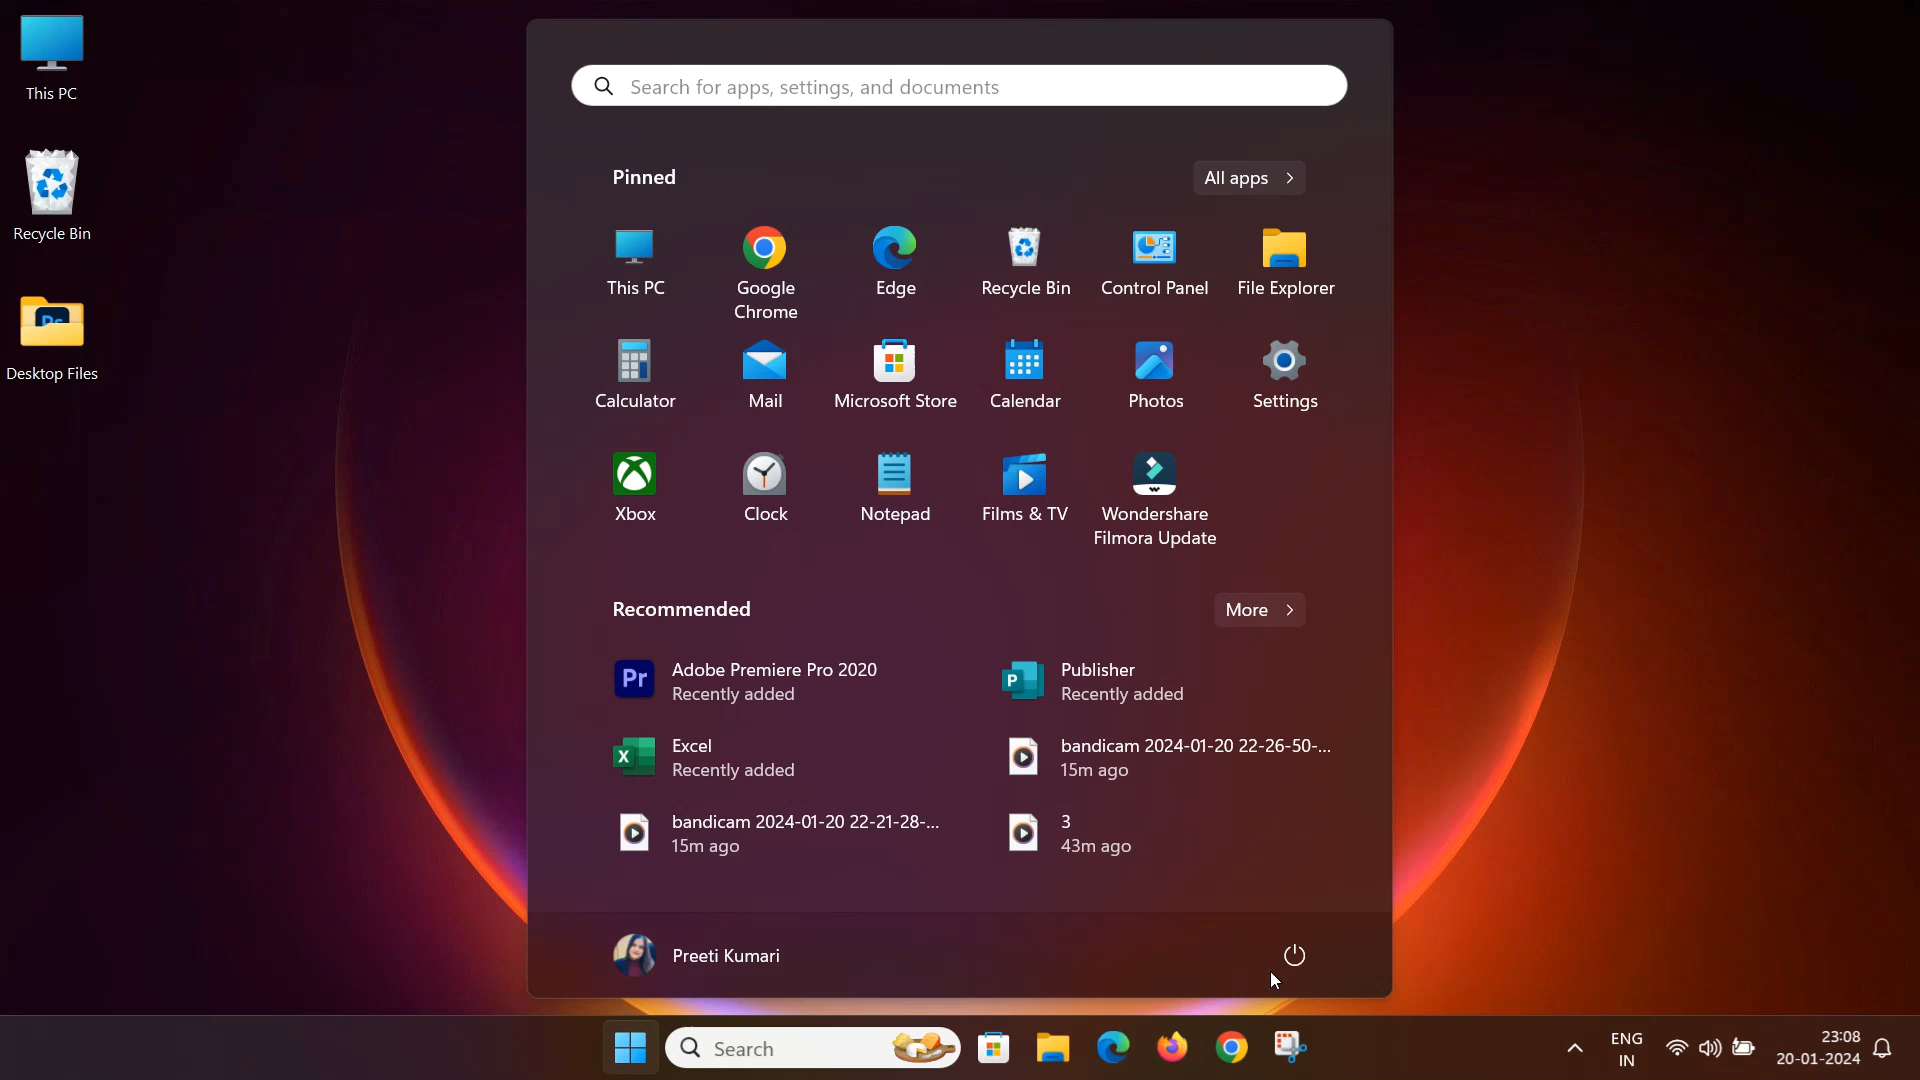 This PC
Recycle Bin
Ps
Desktop Files
Search for apps, settings, and documents
Pinned
All apps
This PC
Google
Chrome
Edge
Recycle Bin
Control Panel
File Explorer
Calculator
Mail
Microsoft Store
Calendar
Photos
Settings
Xbox
Clock
Notepad
Films & TV
Wondershare
Filmora Update
Recommended
More
Pr
Adobe Premiere Pro 2020
Recently added
P
Publisher
Recently added
X
Excel
Recently added
bandicam 2024-01-20 22-26-50-...
15m ago
bandicam 2024-01-20 22-21-28-...
15m ago
3
43m ago
Preeti Kumari
Search
ENG
IN
23:08
20-01-2024